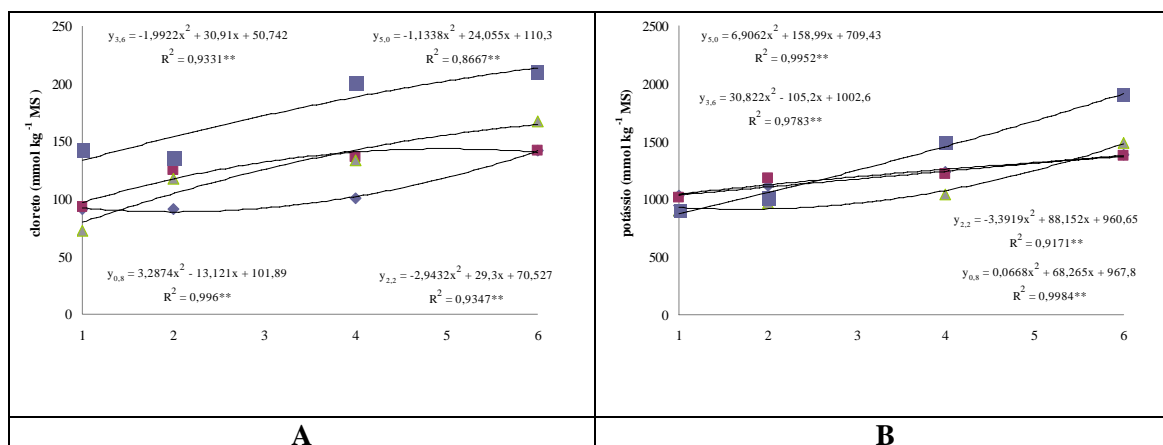 y3,6 = -1,9922x2 + 30,91x + 50,742
R2 = 0,9331**
y5,0 = -1,1338x2 + 24,055x + 110,3
R2 = 0,8667**
y0,8 = 3,2874x2 - 13,121x + 101,89
R2 = 0,996**
y2,2 = -2,9432x2 + 29,3x + 70,527
R2 = 0,9347**
cloreto (mmol kg-1 MS)
250
200
150
100
50
0
1 2 3 4 5 6
A
y5,0 = 6,9062x2 + 158,99x + 709,43
R2 = 0,9952**
y3,6 = 30,822x2 - 105,2x + 1002,6
R2 = 0,9783**
y2,2 = -3,3919x2 + 88,152x + 960,65
R2 = 0,9171**
y0,8 = 0,0668x2 + 68,265x + 967,8
R2 = 0,9984**
potássio (mmol kg-1 MS)
2500
2000
1500
1000
500
0
1 2 3 4 5 6
B